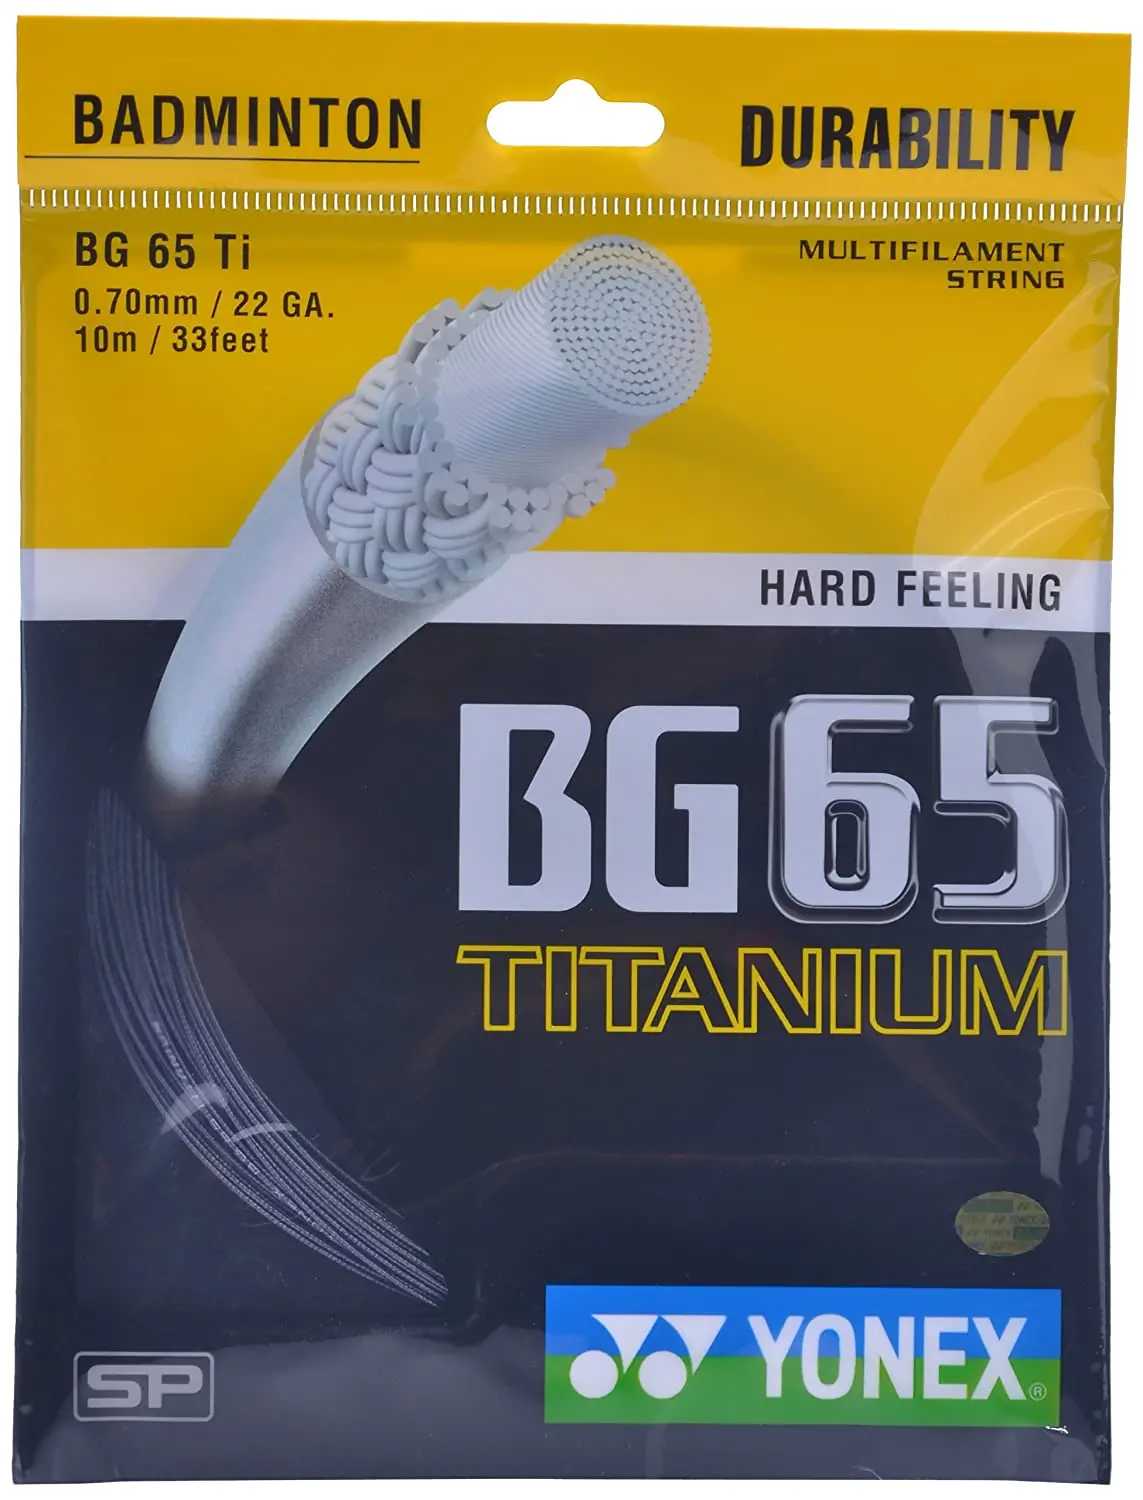 BADMINTON
DURABILITY
BG 65 Ti
0.70mm / 22 GA.
10m / 33feet
MULTIFILAMENT
STRING
HARD FEELING
BG65
TITANIUM
SP
YONEX®